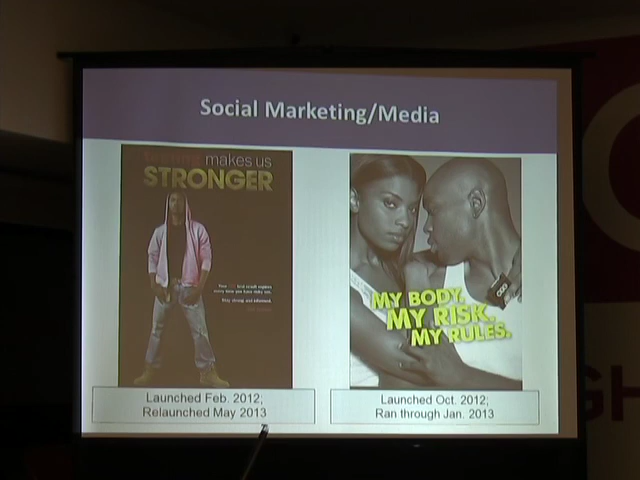 Social Marketing/Media
makes us
STRONGER
MY BODY.
MY RISK.
MY RULES.
Launched Feb. 2012;
Relaunched May 2013
Launched Oct. 2012;
Ran through Jan. 2013